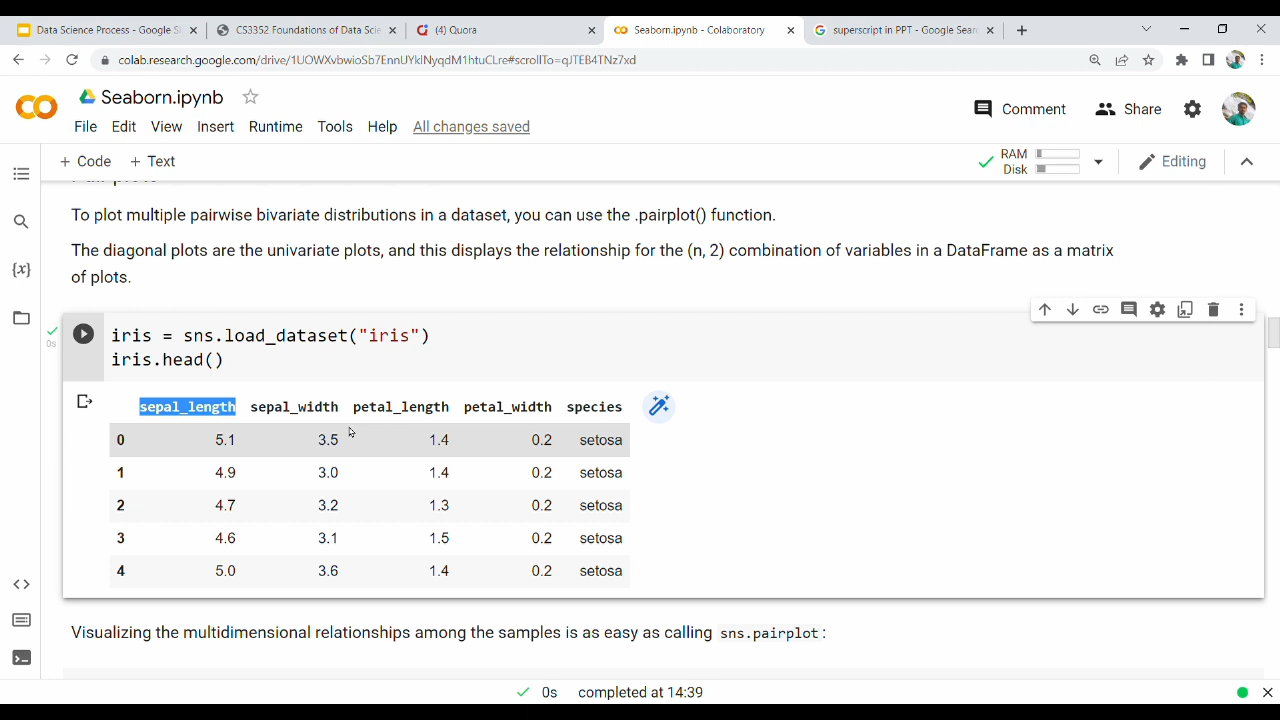 Data Science Process - Google Sl
CS3352 Foundations of Data Scie
(4) Quora
Seaborn.ipynb - Colaboratory
superscript in PPT - Google Searc
colab.research.google.com/drive/1UOWXvbwioSb7EnnUYkINyqdM1htuCLre#scrollTo=qJTEB4TNz7xd
Seaborn.ipynb
Comment
Share
File Edit View Insert Runtime Tools Help All changes saved
+ Code + Text
RAM
Disk
Editing
To plot multiple pairwise bivariate distributions in a dataset, you can use the .pairplot() function.
The diagonal plots are the univariate plots, and this displays the relationship for the (n, 2) combination of variables in a DataFrame as a matrix
of plots.
0s
iris = sns.load_dataset("iris")
iris.head()
sepal_length sepal_width petal_length petal_width species
0 5.1 3.5 1.4 0.2 setosa
1 4.9 3.0 1.4 0.2 setosa
2 4.7 3.2 1.3 0.2 setosa
3 4.6 3.1 1.5 0.2 setosa
4 5.0 3.6 1.4 0.2 setosa
Visualizing the multidimensional relationships among the samples is as easy as calling sns.pairplot:
0s completed at 14:39